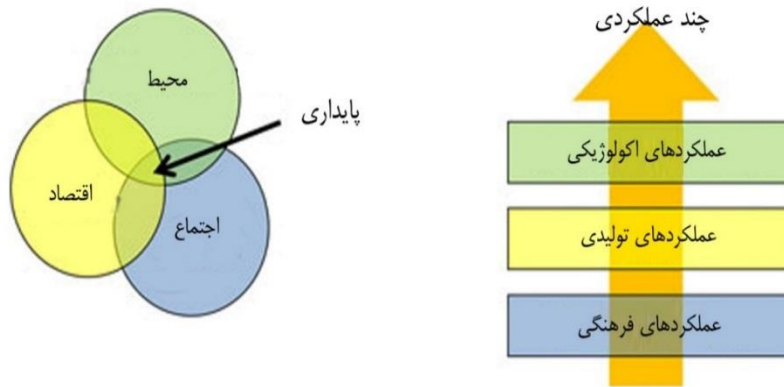 محیط
پایداری
اقتصاد
اجتماع
چند عملکردی
عملکردهای اکولوژیکی
عملکردهای تولیدی
عملکردهای فرهنگی